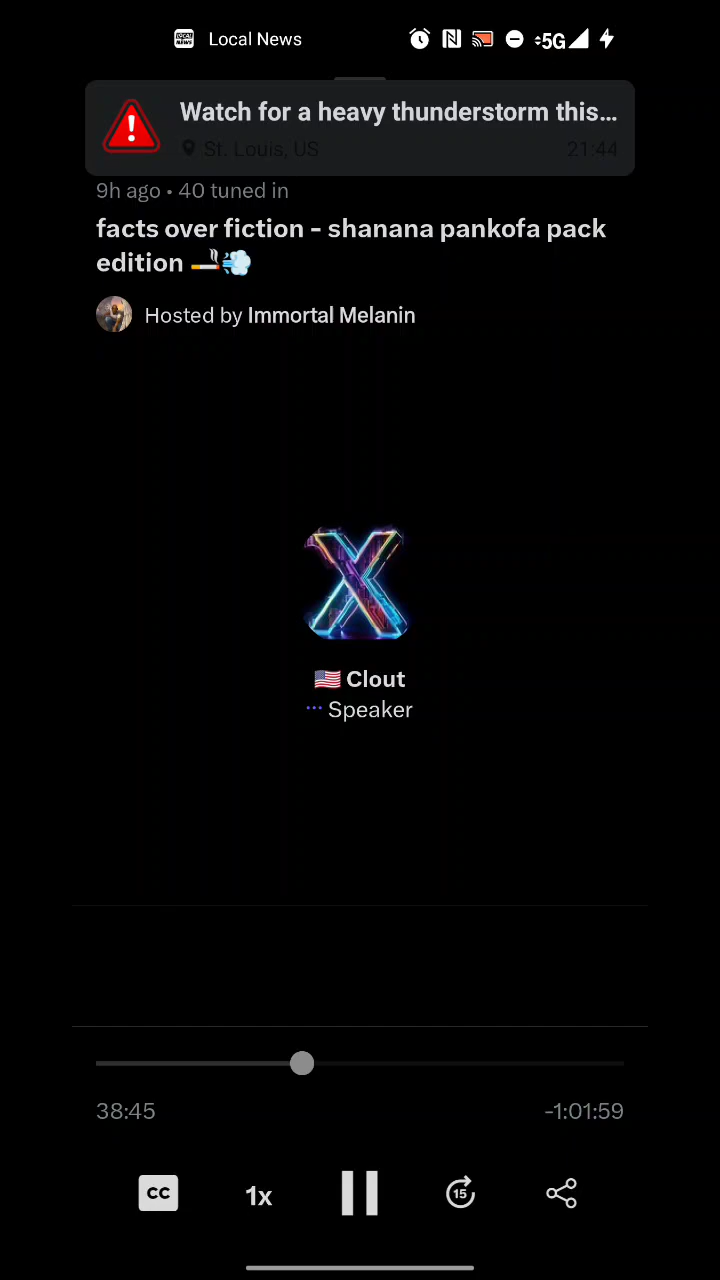 Local News
5G
Watch for a heavy thunderstorm this...
St. Louis, US
21:44
9h ago • 40 tuned in
facts over fiction - shanana pankofa pack
edition 🚬💨
Hosted by Immortal Melanin
X
🇺🇸 Clout
Speaker
38:45
-1:01:59
CC
1x
15